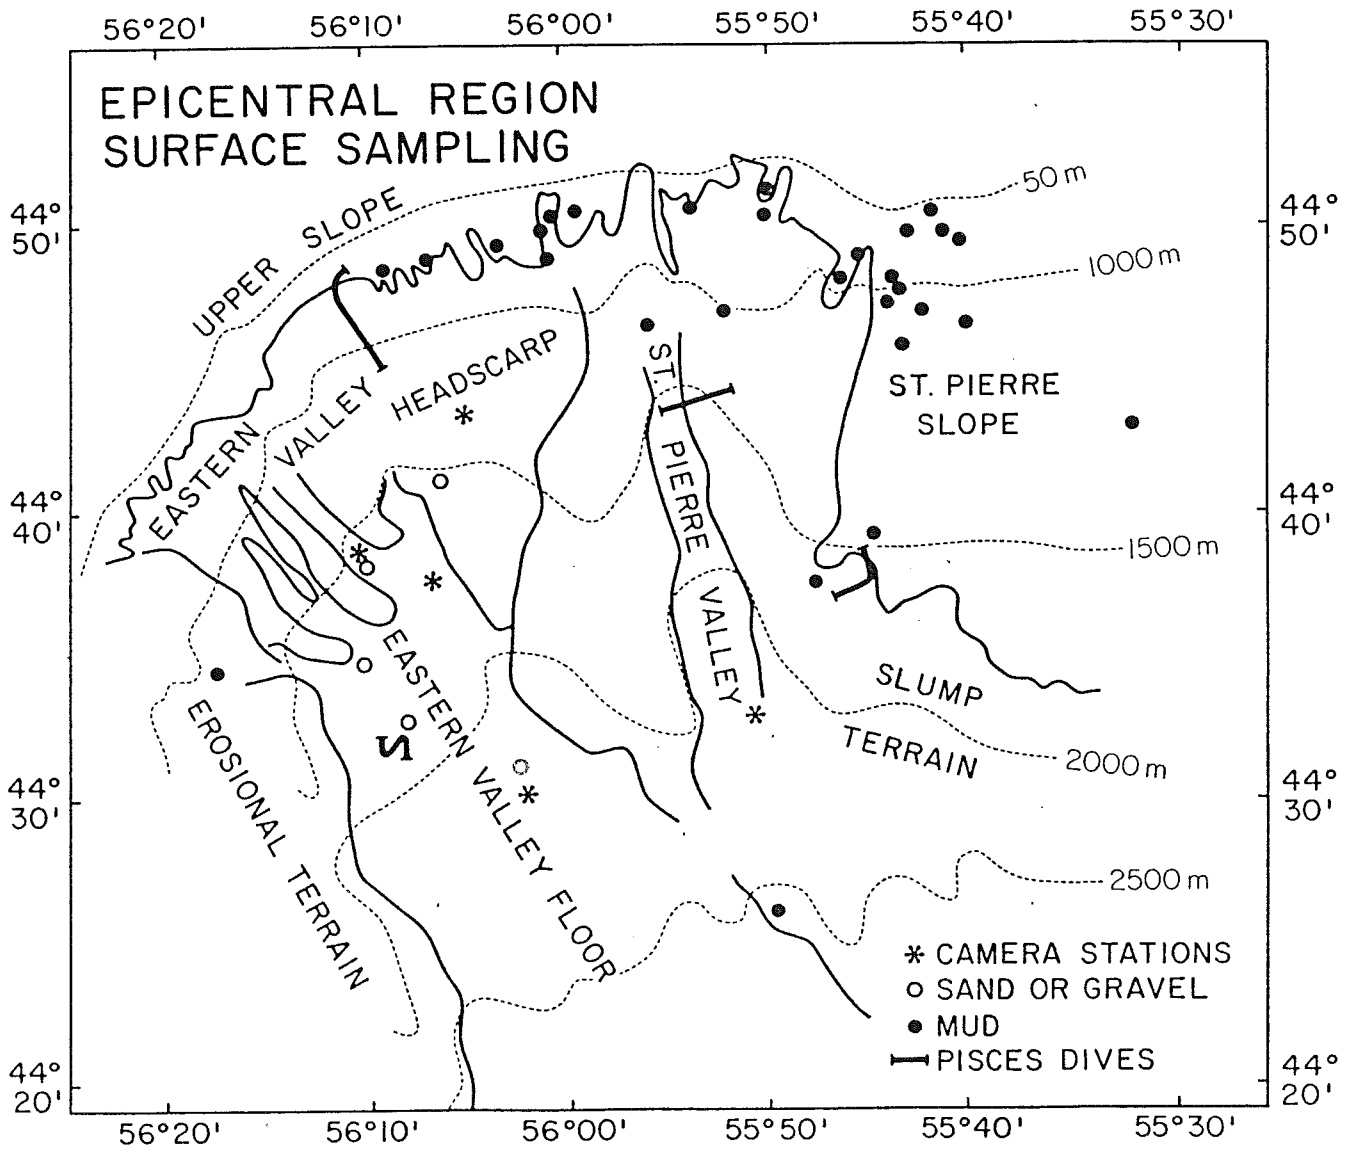 56°20' 56°10' 56°00' 55°50' 55°40' 55°30'
EPICENTRAL REGION
SURFACE SAMPLING
UPPER SLOPE
50 m
44° 50'
44° 50'
1000 m
EASTERN VALLEY HEADSCARP
ST. PIERRE VALLEY
ST. PIERRE
SLOPE
44° 40'
44° 40'
1500 m
EASTERN VALLEY FLOOR
SLUMP
TERRAIN
2000 m
EROSIONAL TERRAIN
44° 30'
44° 30'
2500 m
CAMERA STATIONS
SAND OR GRAVEL
MUD
PISCES DIVES
44° 20'
44° 20'
56°20' 56°10' 56°00' 55°50' 55°40' 55°30'